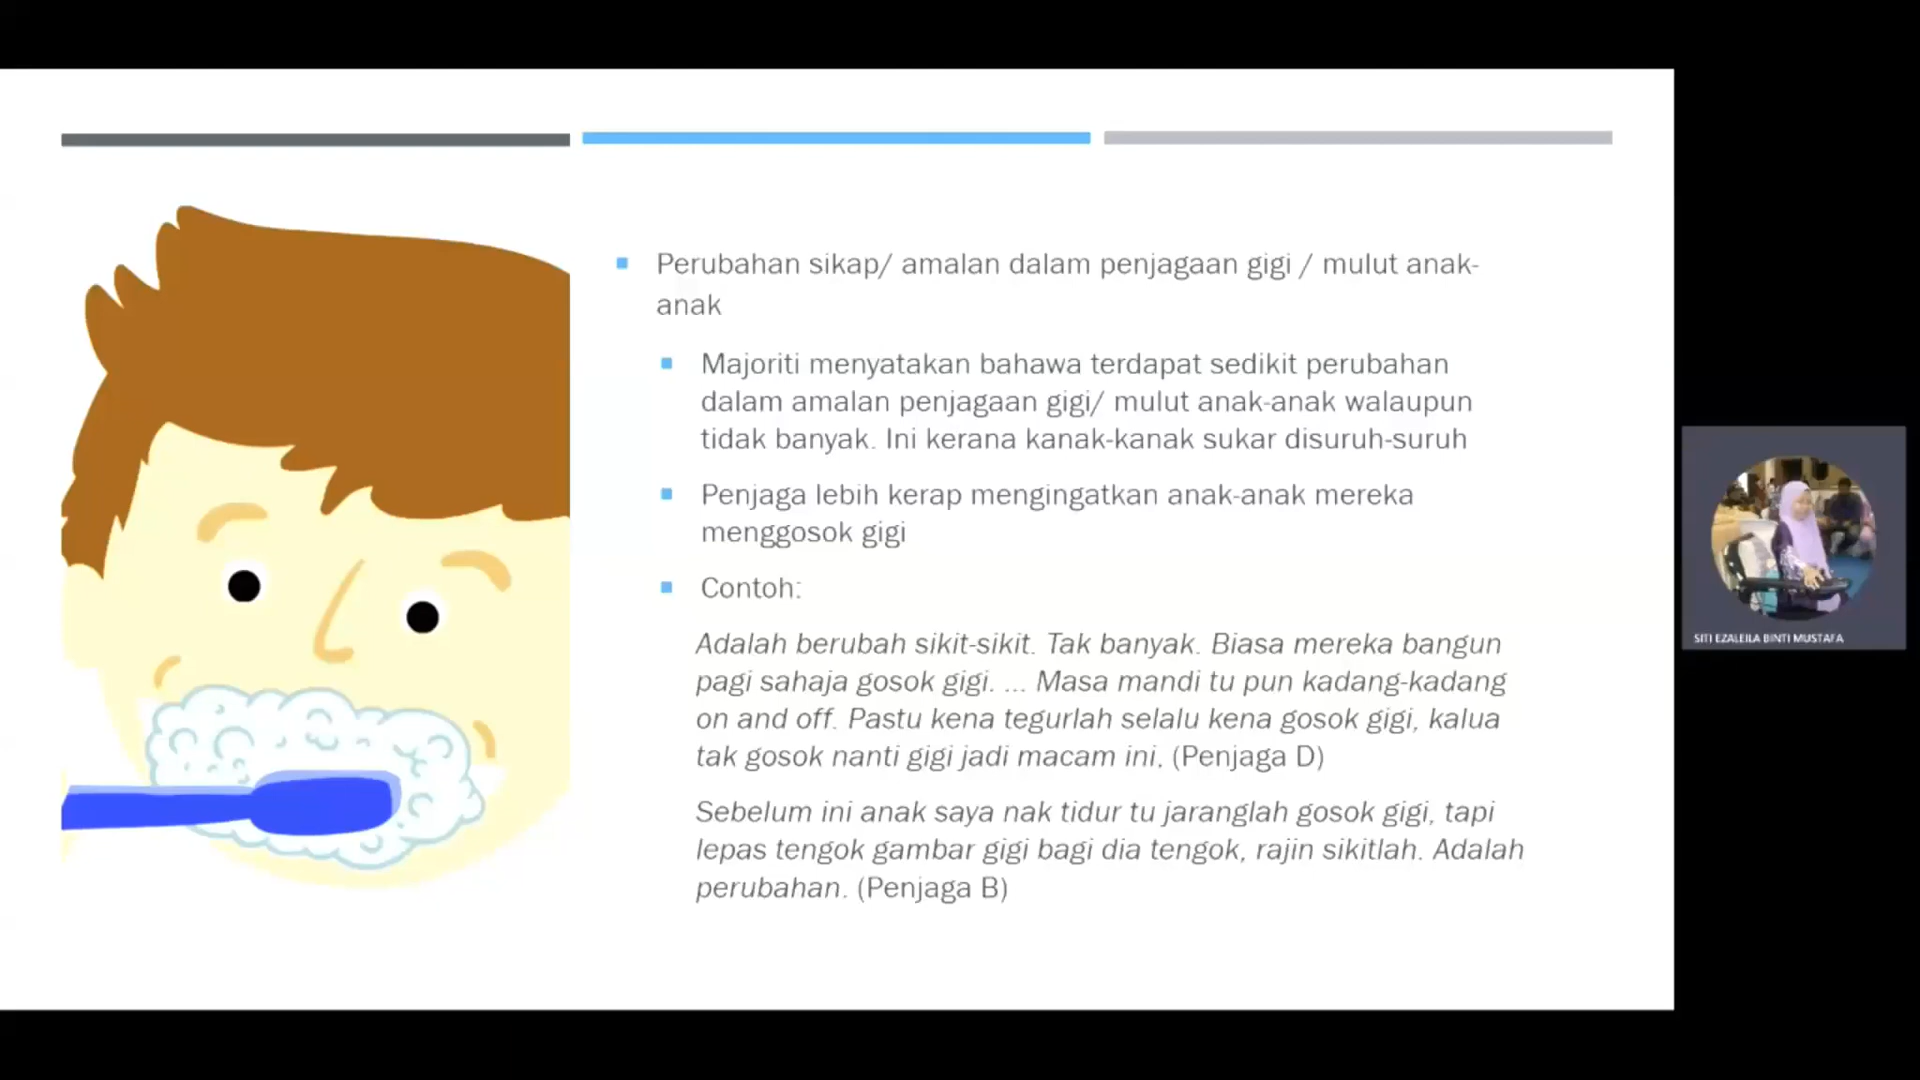 Perubahan sikap/ amalan dalam penjagaan gigi / mulut anak-
anak
Majoriti menyatakan bahawa terdapat sedikit perubahan
dalam amalan penjagaan gigi/ mulut anak-anak walaupun
tidak banyak. Ini kerana kanak-kanak sukar disuruh-suruh
Penjaga lebih kerap mengingatkan anak-anak mereka
menggosok gigi
Contoh:
Adalah berubah sikit-sikit. Tak banyak. Biasa mereka bangun
pagi sahaja gosok gigi. ... Masa mandi tu pun kadang-kadang
on and off. Pastu kena tegurlah selalu kena gosok gigi, kalua
tak gosok nanti gigi jadi macam ini. (Penjaga D)
Sebelum ini anak saya nak tidur tu jaranglah gosok gigi, tapi
lepas tengok gambar gigi bagi dia tengok, rajin sikitlah. Adalah
perubahan. (Penjaga B)
SITI EZALEILA BINTI MUSTAFA